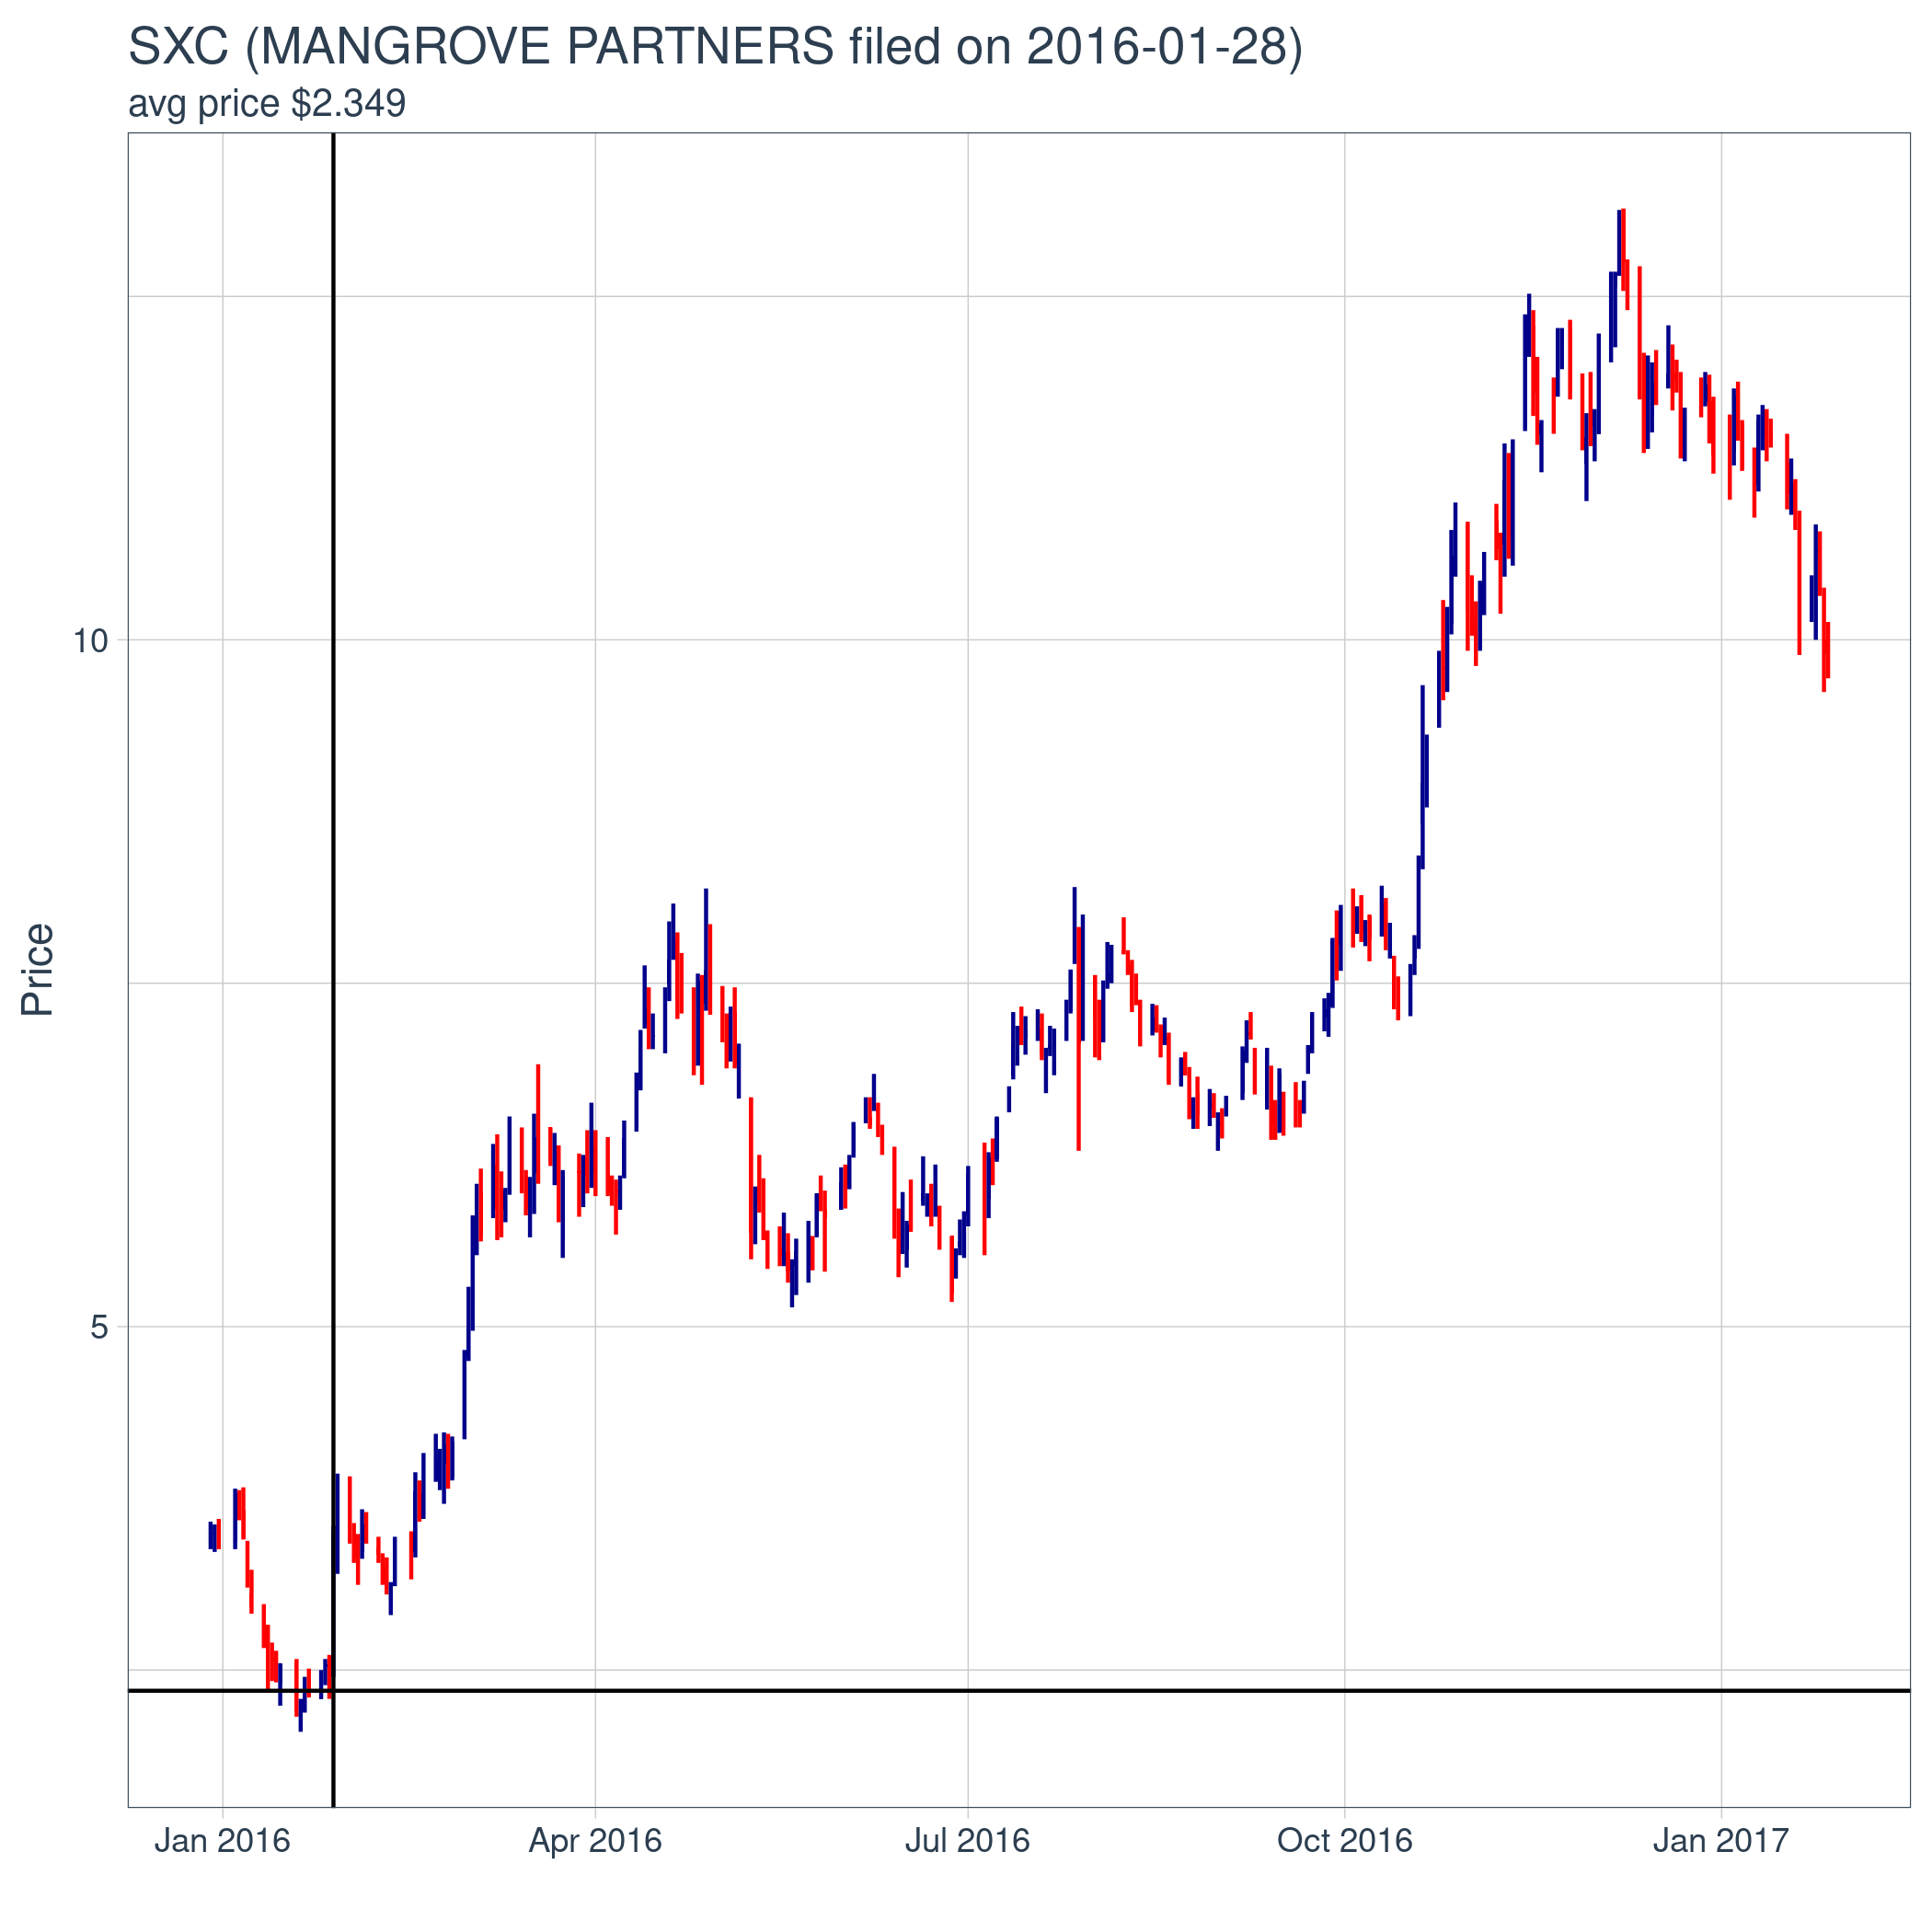 SXC (MANGROVE PARTNERS filed on 2016-01-28)
avg price $2.349
Price
10
5
Jan 2016
Apr 2016
Jul 2016
Oct 2016
Jan 2017